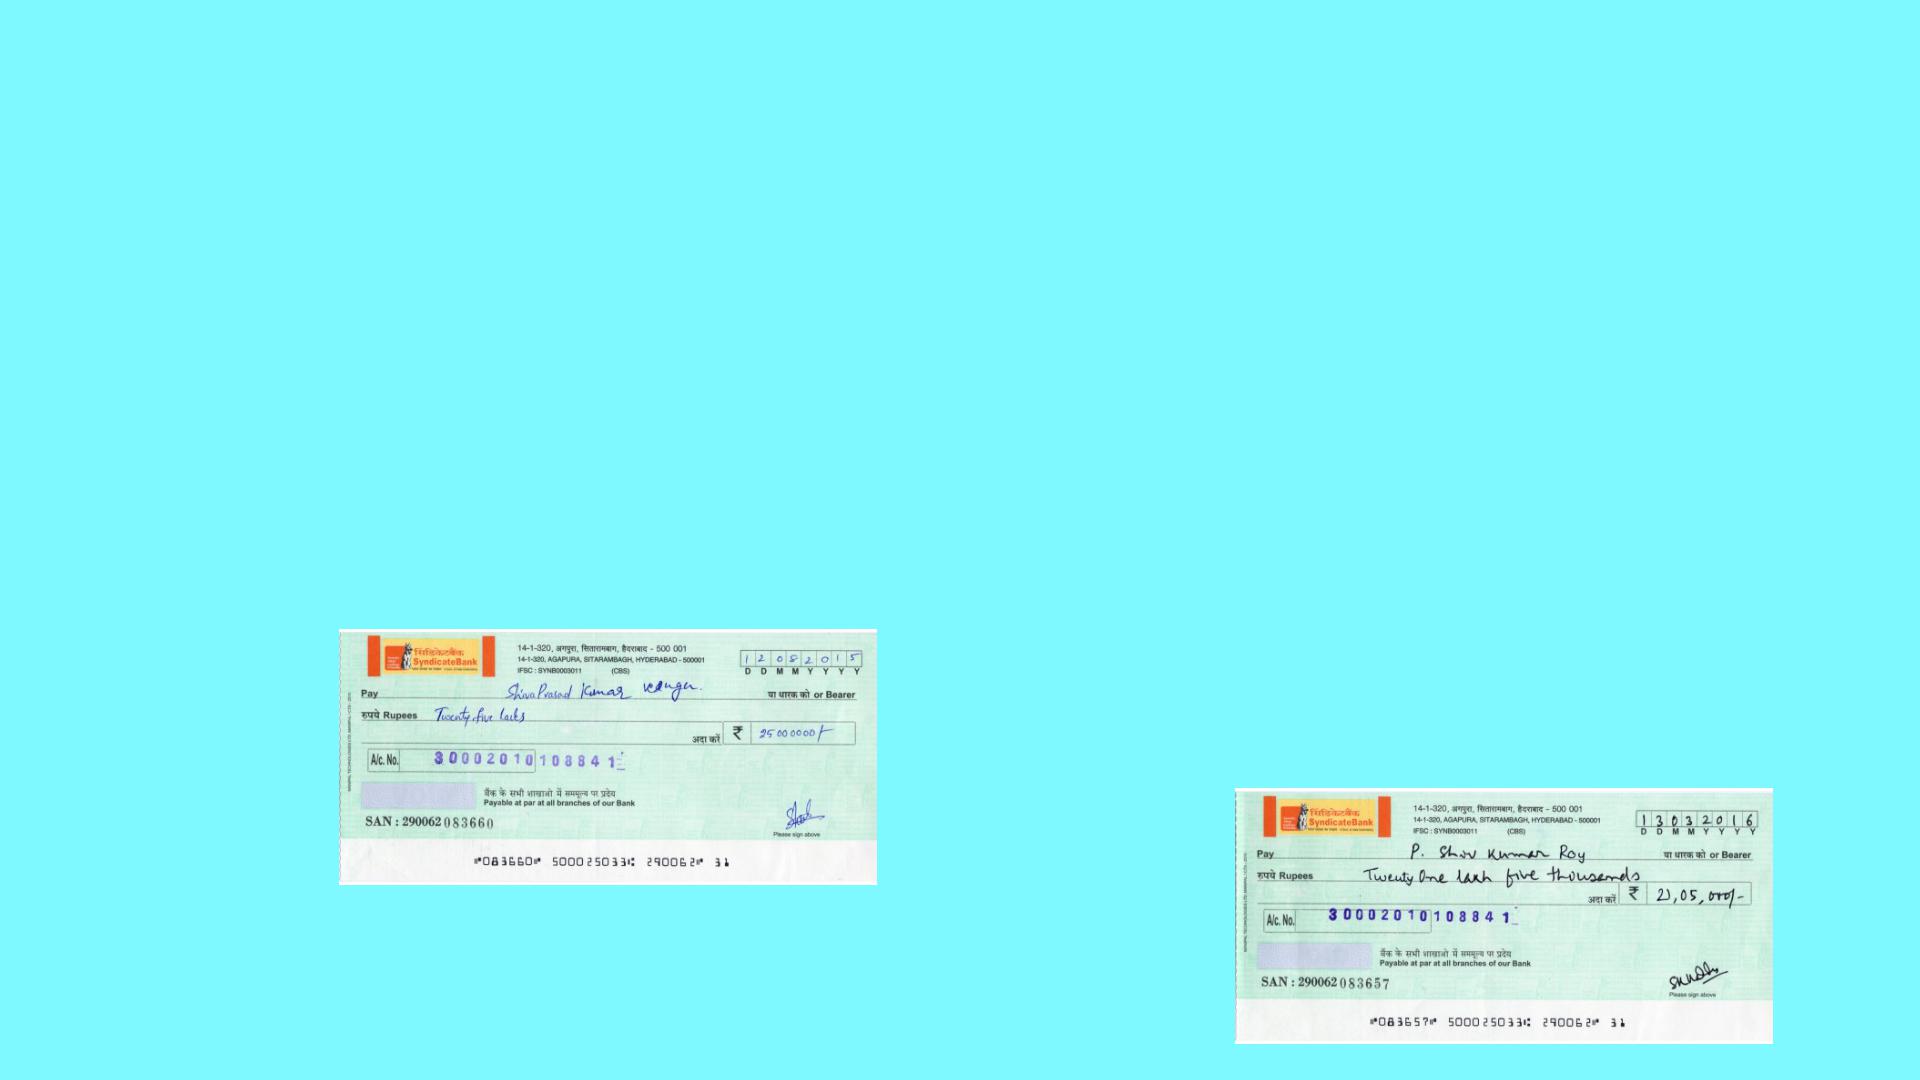 सिंडिकेटबैंक
SyndicateBank
14-1-320, अगपुरा, सितारामबाग, हैदराबाद - 500 001
14-1-320, AGAPURA, SITARAMBAGH, HYDERABAD - 500001
IFSC : SYNB0003011 (CBS)
1 2 0 8 2 0 1 5
D D M M Y Y Y Y
Pay Shiva Prasad Kumar या धारक को or Bearer
रुपये Rupees Twenty five lacks
अदा करें ₹ 25000000/-
A/c. No. 30002010108841
बैंक के सभी शाखाओ में सममूल्य पर प्रदेय
Payable at par at all branches of our Bank
SAN : 290062 083660
Please sign above
⑈083660⑈ 500025033⑆ 290062⑈ 31
सिंडिकेटबैंक
SyndicateBank
14-1-320, अगपुरा, सितारामबाग, हैदराबाद - 500 001
14-1-320, AGAPURA, SITARAMBAGH, HYDERABAD - 500001
IFSC : SYNB0003011 (CBS)
1 3 0 3 2 0 1 6
D D M M Y Y Y Y
Pay P. Shiv Kumar Roy या धारक को or Bearer
रुपये Rupees Twenty One lakh five thousands
अदा करें ₹ 21,05,000/-
A/c. No. 30002010108841
बैंक के सभी शाखाओ में सममूल्य पर प्रदेय
Payable at par at all branches of our Bank
SAN : 290062 083657
Please sign above
⑈083657⑈ 500025033⑆ 290062⑈ 31